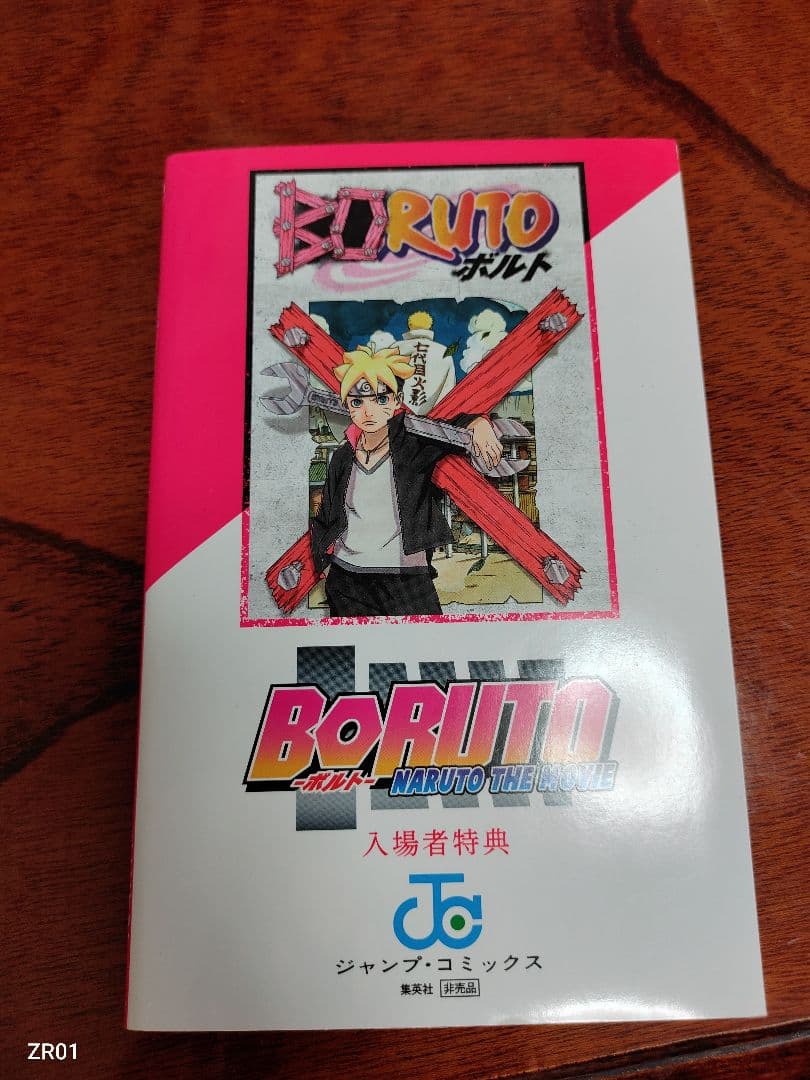 BORUTO
ボルト
七代目火影
BORUTO
-ボルト-
NARUTO THE MOVIE
入場者特典
JC
ジャンプ・コミックス
集英社 非売品
ZR01